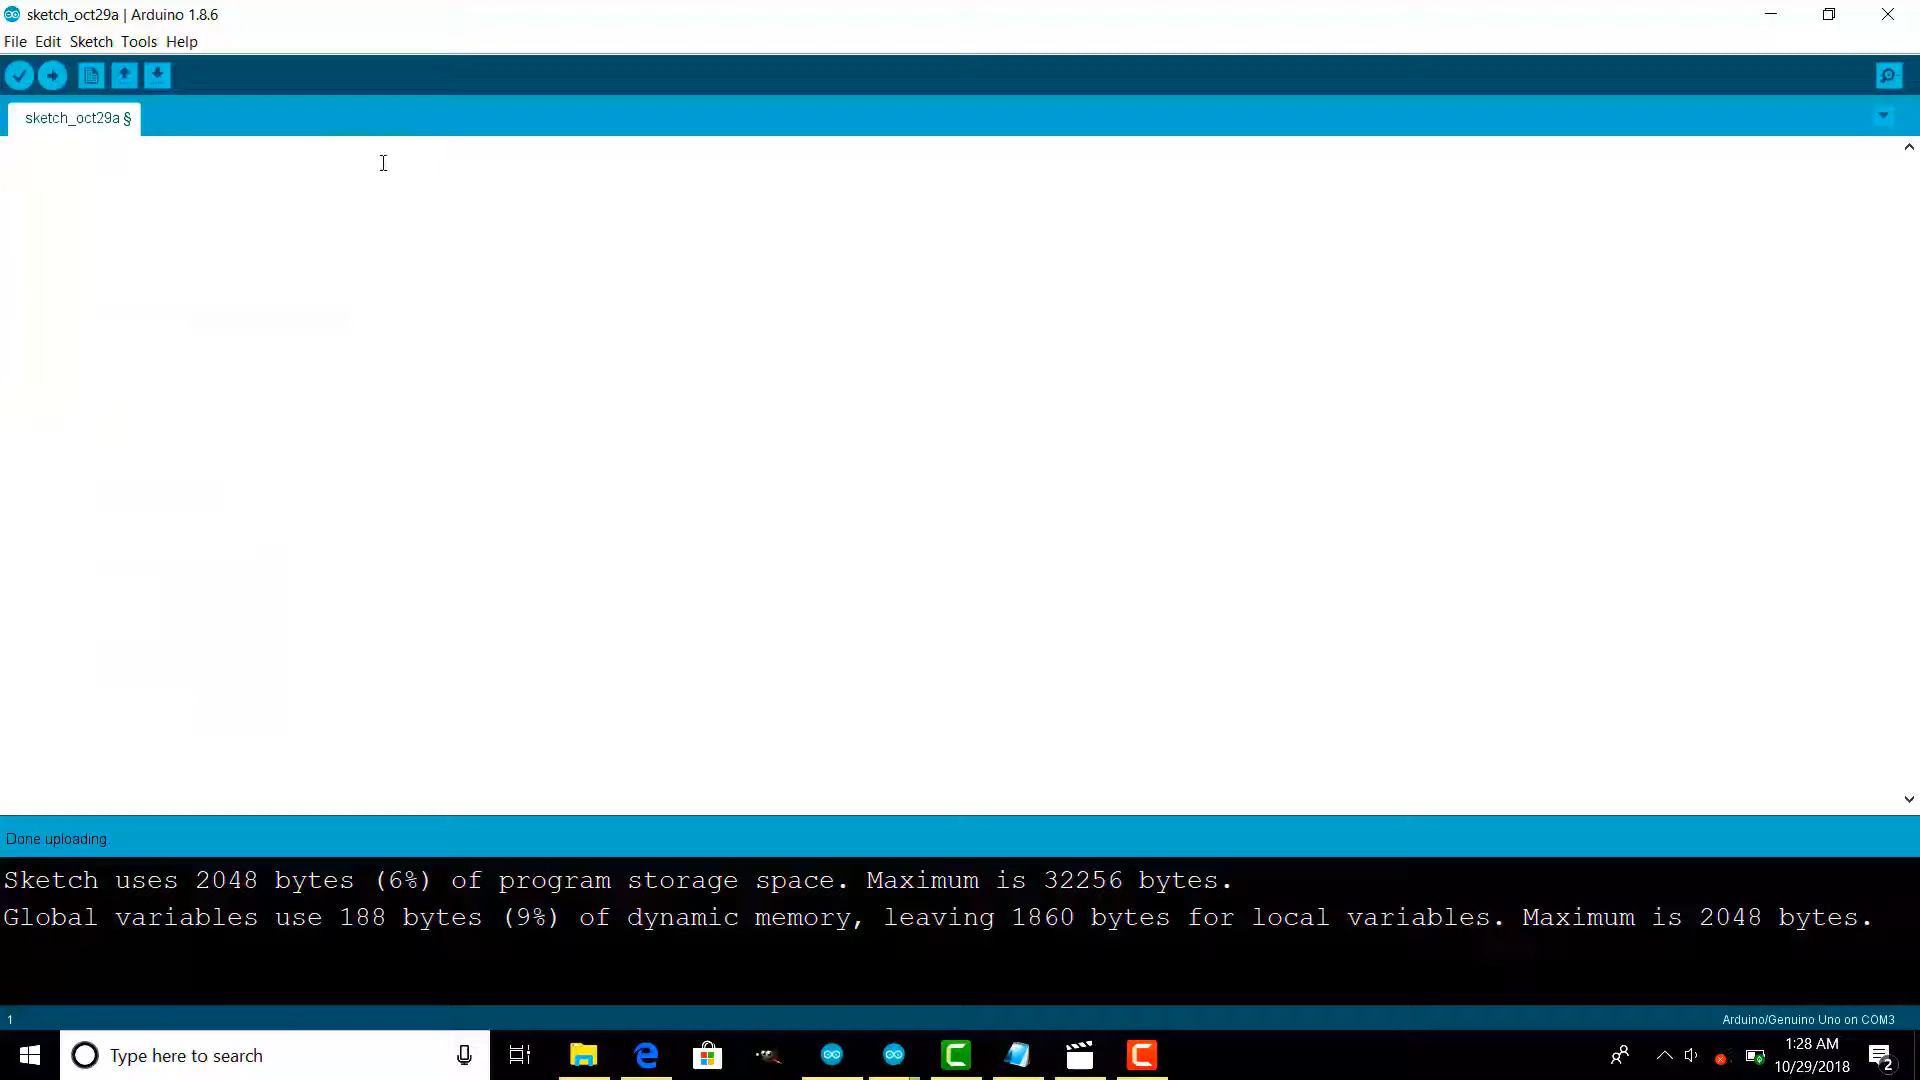 sketch_oct29a | Arduino 1.8.6
File Edit Sketch Tools Help
sketch_oct29a §
Done uploading.
Sketch uses 2048 bytes (6%) of program storage space. Maximum is 32256 bytes.
Global variables use 188 bytes (9%) of dynamic memory, leaving 1860 bytes for local variables. Maximum is 2048 bytes.
1
Arduino/Genuino Uno on COM3
Type here to search
1:28 AM
10/29/2018
2